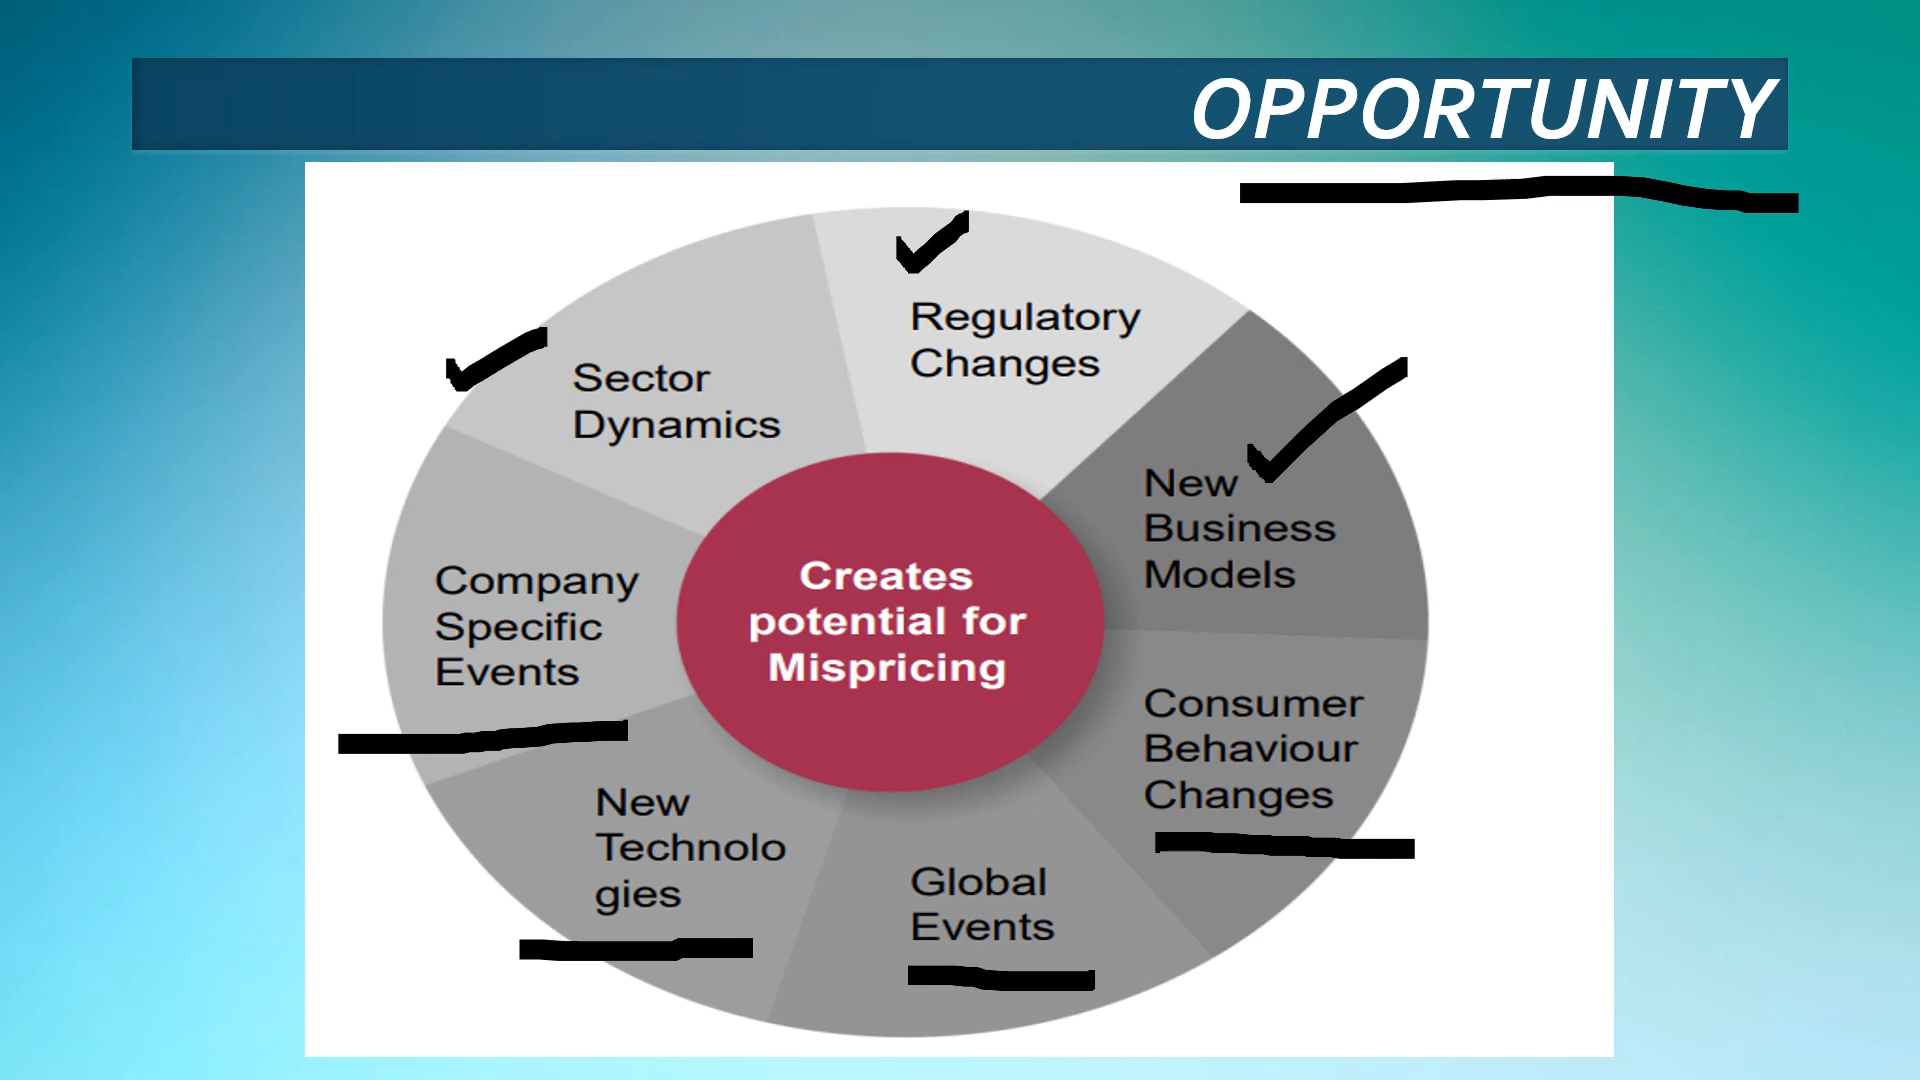 OPPORTUNITY
Regulatory
Changes
Sector
Dynamics
New
Business
Models
Creates
potential for
Mispricing
Company
Specific
Events
Consumer
Behaviour
Changes
New
Technolo
gies
Global
Events